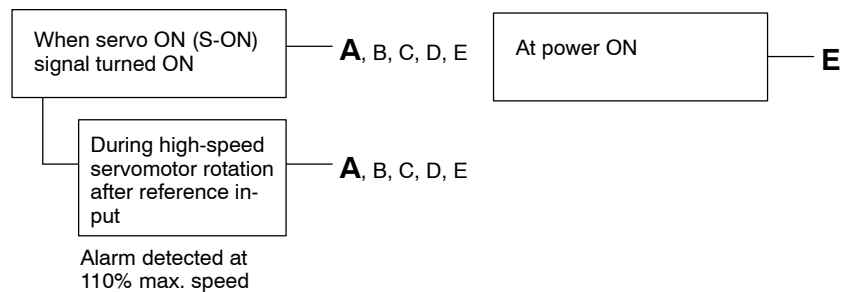 When servo ON (S-ON)
signal turned ON
A, B, C, D, E
During high-speed
servomotor rotation
after reference in-
put
A, B, C, D, E
Alarm detected at
110% max. speed
At power ON
E